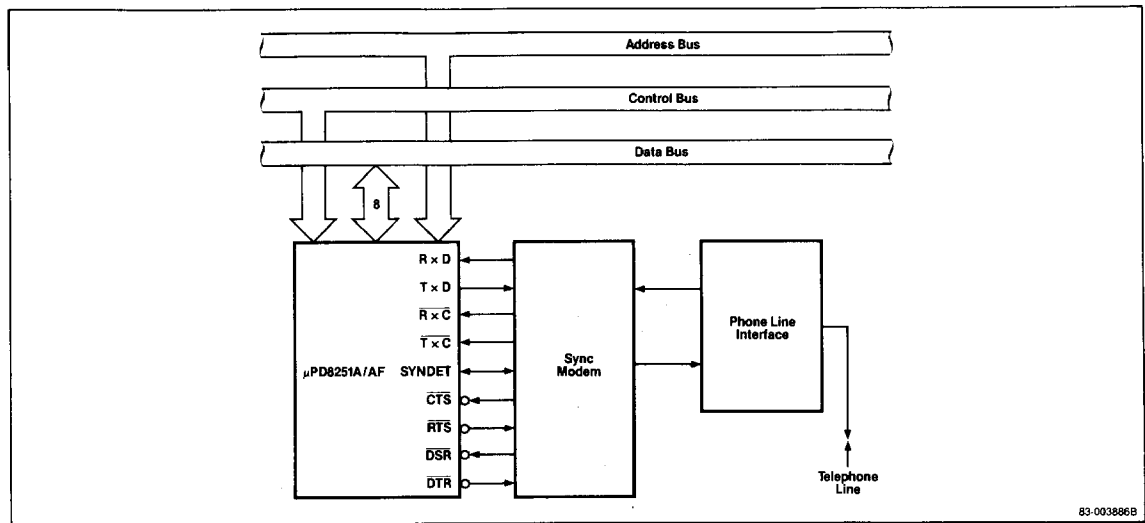 Address Bus
Control Bus
Data Bus
8
μPD8251A/AF
R × D
T × D
R × C
T × C
SYNDET
CTS
RTS
DSR
DTR
Sync
Modem
Phone Line
Interface
Telephone
Line
83-003886B